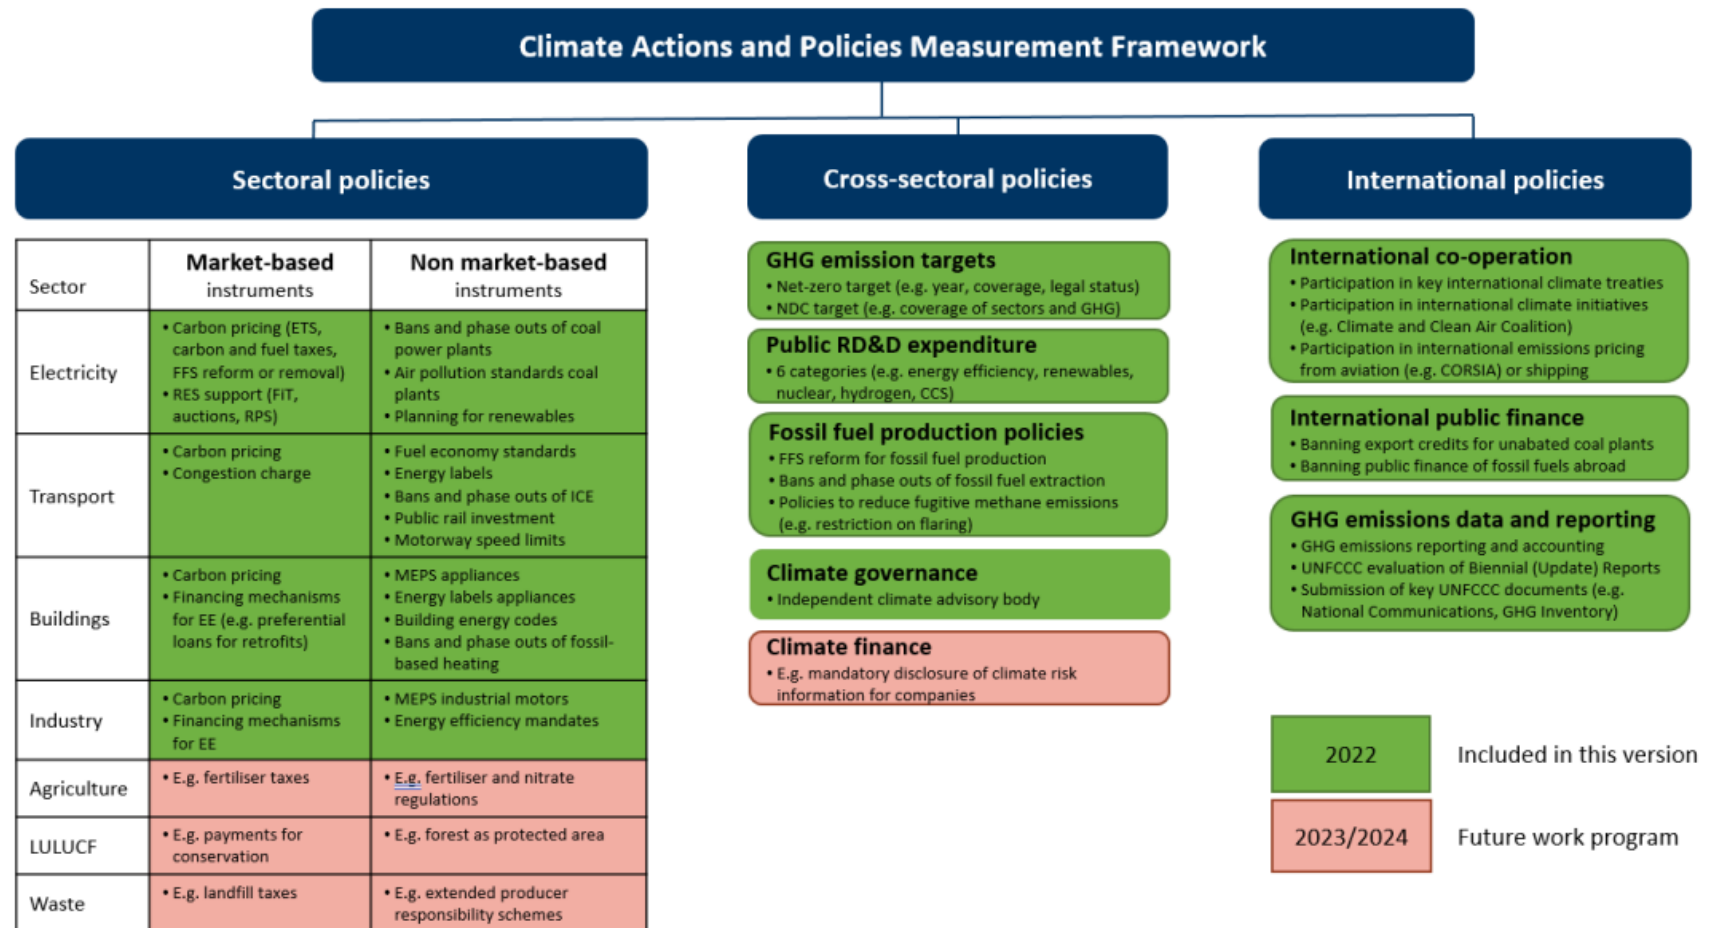 Climate Actions and Policies Measurement Framework
Sectoral policies
Sector
Market-based
instruments
Non market-based
instruments
Electricity
• Carbon pricing (ETS,
carbon and fuel taxes,
FFS reform or removal)
• RES support (FiT,
auctions, RPS)
• Bans and phase outs of coal
power plants
• Air pollution standards coal
plants
• Planning for renewables
Transport
• Carbon pricing
• Congestion charge
• Fuel economy standards
• Energy labels
• Bans and phase outs of ICE
• Public rail investment
• Motorway speed limits
Buildings
• Carbon pricing
• Financing mechanisms
for EE (e.g. preferential
loans for retrofits)
• MEPS appliances
• Energy labels appliances
• Building energy codes
• Bans and phase outs of fossil-
based heating
Industry
• Carbon pricing
• Financing mechanisms
for EE
• MEPS industrial motors
• Energy efficiency mandates
Agriculture
• E.g. fertiliser taxes
• E.g. fertiliser and nitrate
regulations
LULUCF
• E.g. payments for
conservation
• E.g. forest as protected area
Waste
• E.g. landfill taxes
• E.g. extended producer
responsibility schemes
Cross-sectoral policies
GHG emission targets
• Net-zero target (e.g. year, coverage, legal status)
• NDC target (e.g. coverage of sectors and GHG)
Public RD&D expenditure
• 6 categories (e.g. energy efficiency, renewables,
nuclear, hydrogen, CCS)
Fossil fuel production policies
• FFS reform for fossil fuel production
• Bans and phase outs of fossil fuel extraction
• Policies to reduce fugitive methane emissions
(e.g. restriction on flaring)
Climate governance
• Independent climate advisory body
Climate finance
• E.g. mandatory disclosure of climate risk
information for companies
International policies
International co-operation
• Participation in key international climate treaties
• Participation in international climate initiatives
(e.g. Climate and Clean Air Coalition)
• Participation in international emissions pricing
from aviation (e.g. CORSIA) or shipping
International public finance
• Banning export credits for unabated coal plants
• Banning public finance of fossil fuels abroad
GHG emissions data and reporting
• GHG emissions reporting and accounting
• UNFCCC evaluation of Biennial (Update) Reports
• Submission of key UNFCCC documents (e.g.
National Communications, GHG Inventory)
2022
Included in this version
2023/2024
Future work program